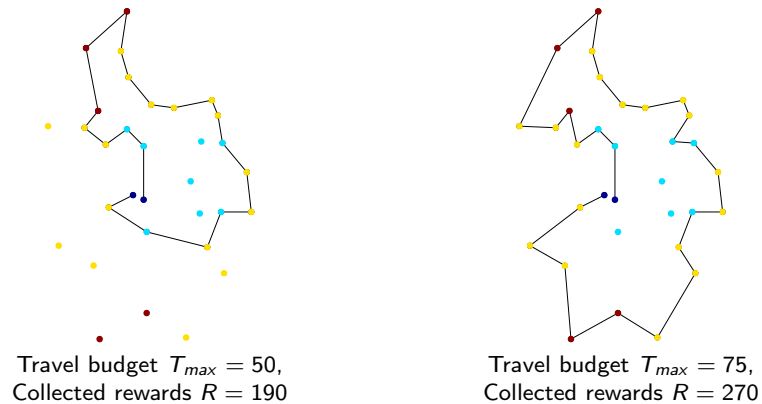 Travel budget T_max = 50,
Collected rewards R = 190
Travel budget T_max = 75,
Collected rewards R = 270